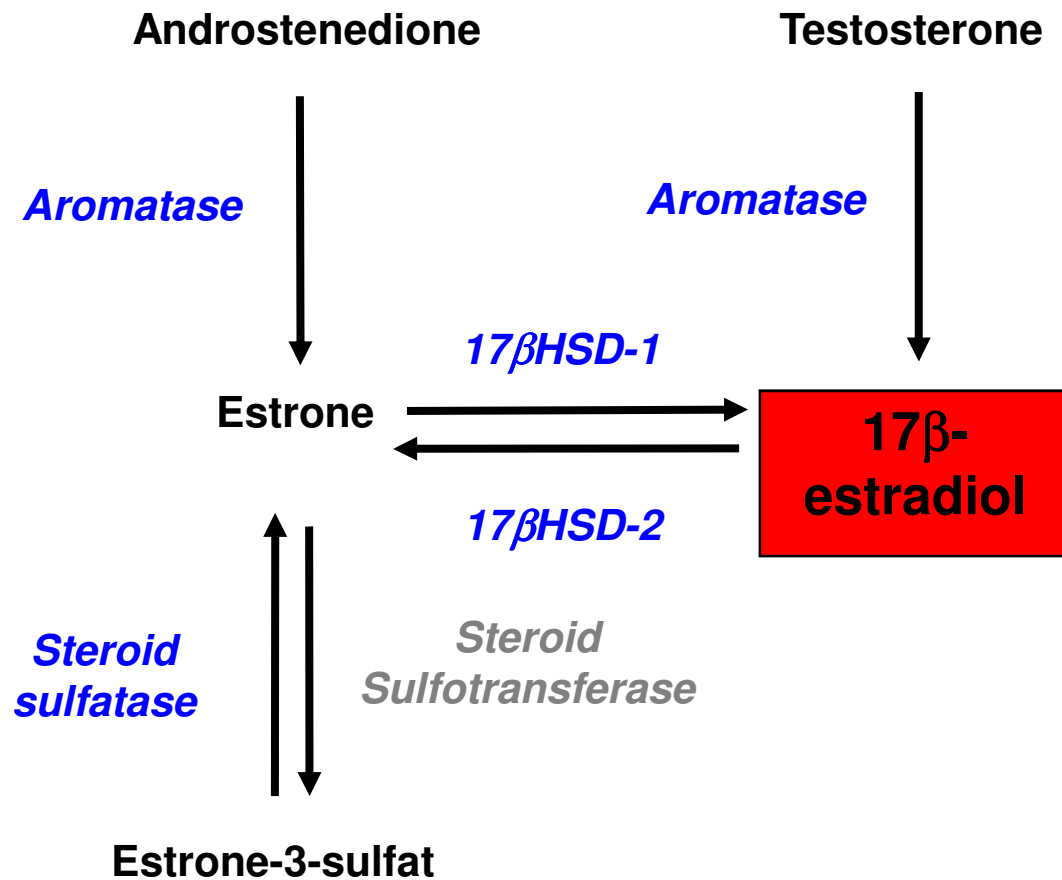 Androstenedione
Testosterone
Aromatase
Aromatase
17βHSD-1
Estrone
17β-
estradiol
17βHSD-2
Steroid
sulfatase
Steroid
Sulfotransferase
Estrone-3-sulfat